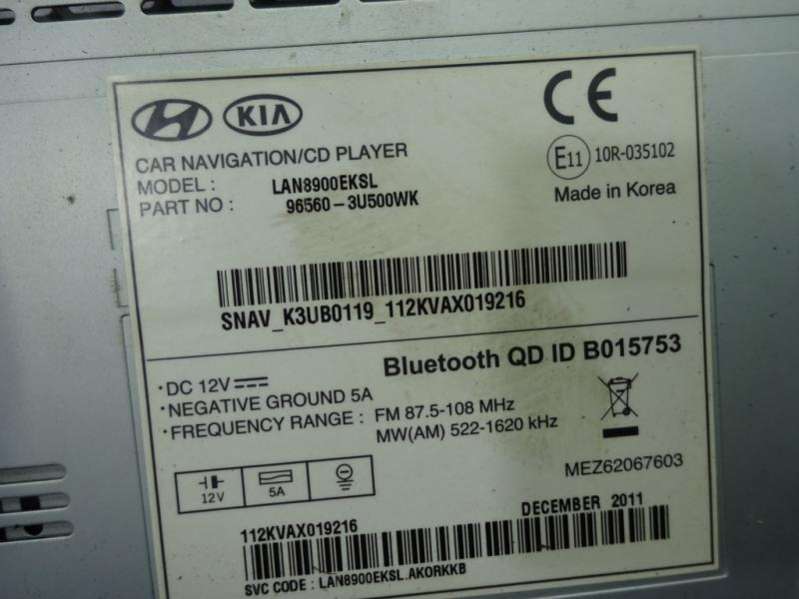 KIA
CE
CAR NAVIGATION/CD PLAYER
E11 10R-035102
MODEL : LAN8900EKSL
Made in Korea
PART NO : 96560-3U500WK
SNAV_K3UB0119_112KVAX019216
Bluetooth QD ID B015753
·DC 12V
·NEGATIVE GROUND 5A
·FREQUENCY RANGE : FM 87.5-108 MHz
MW(AM) 522-1620 kHz
12V 5A
MEZ62067603
112KVAX019216
DECEMBER 2011
SVC CODE : LAN8900EKSL.AKORKKB